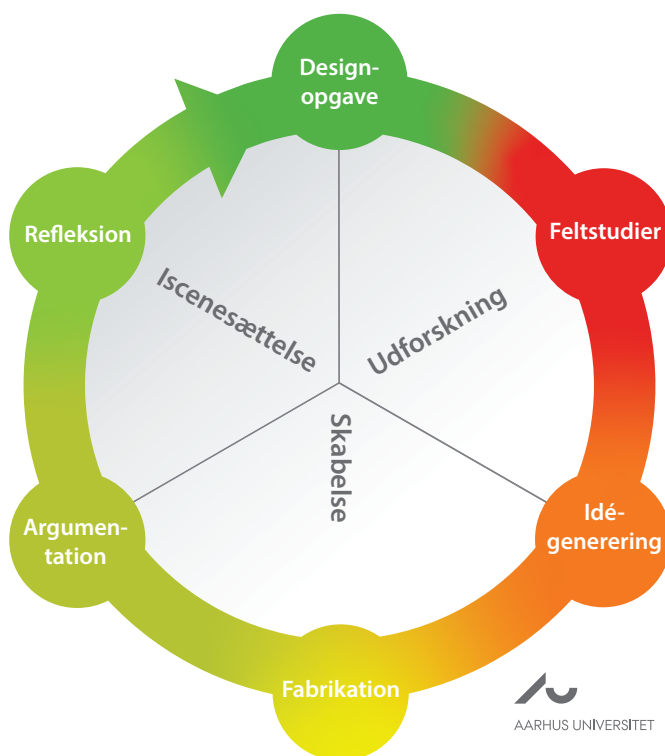 Design-
opgave
Feltstudier
Refleksion
Iscenesættelse
Udforskning
Skabelse
Argumen-
tation
Idé-
generering
Fabrikation
AARHUS UNIVERSITET